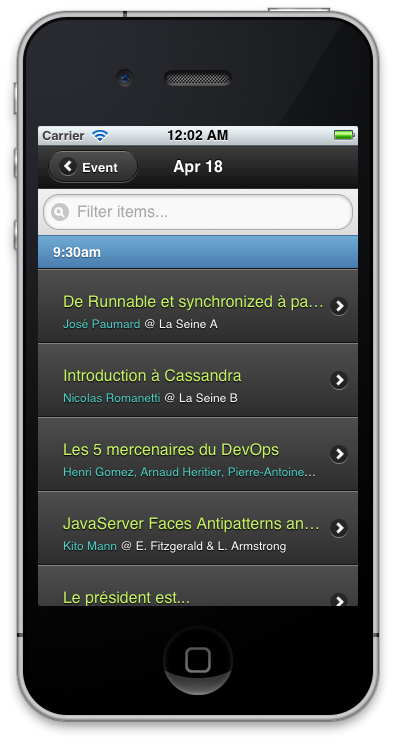 Carrier 12:02 AM
Event Apr 18
Filter items...
9:30am
De Runnable et synchronized à pa...
José Paumard @ La Seine A
Introduction à Cassandra
Nicolas Romanetti @ La Seine B
Les 5 mercenaires du DevOps
Henri Gomez, Arnaud Heritier, Pierre-Antoine...
JavaServer Faces Antipatterns an...
Kito Mann @ E. Fitzgerald & L. Armstrong
Le président est...